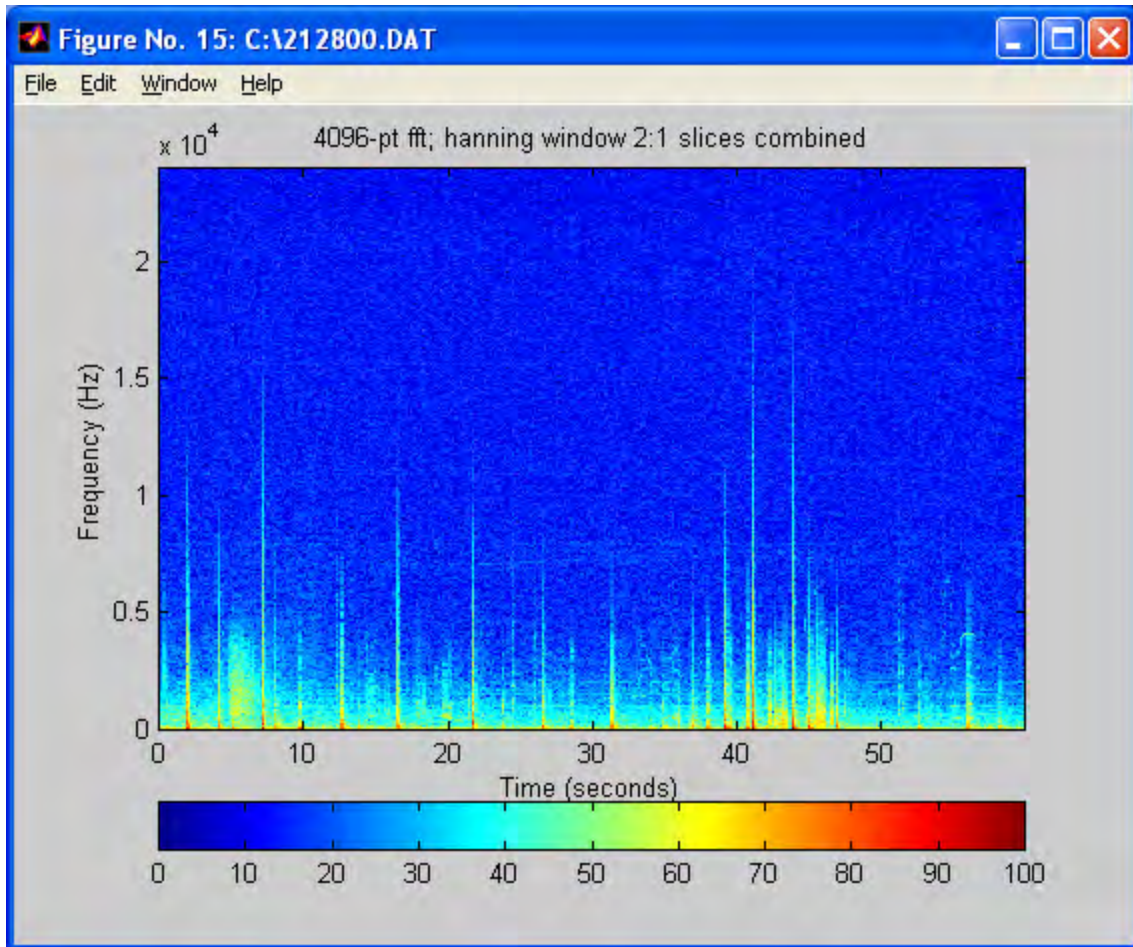 Figure No. 15: C:\212800.DAT
File Edit Window Help
x 10^4
4096-pt fft; hanning window 2:1 slices combined
2
1.5
1
0.5
0
Frequency (Hz)
0 10 20 30 40 50
Time (seconds)
0 10 20 30 40 50 60 70 80 90 100